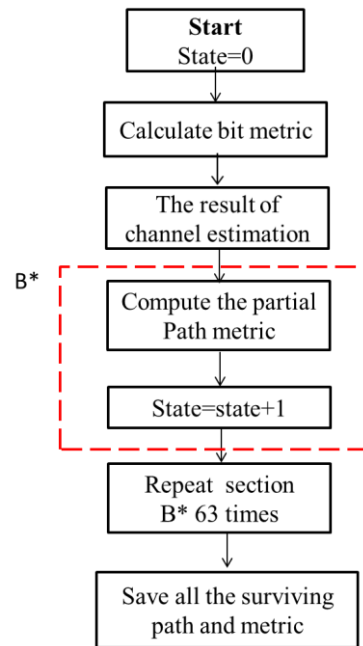 Start
State=0
Calculate bit metric
The result of
channel estimation
B*
Compute the partial
Path metric
State=state+1
Repeat section
B* 63 times
Save all the surviving
path and metric